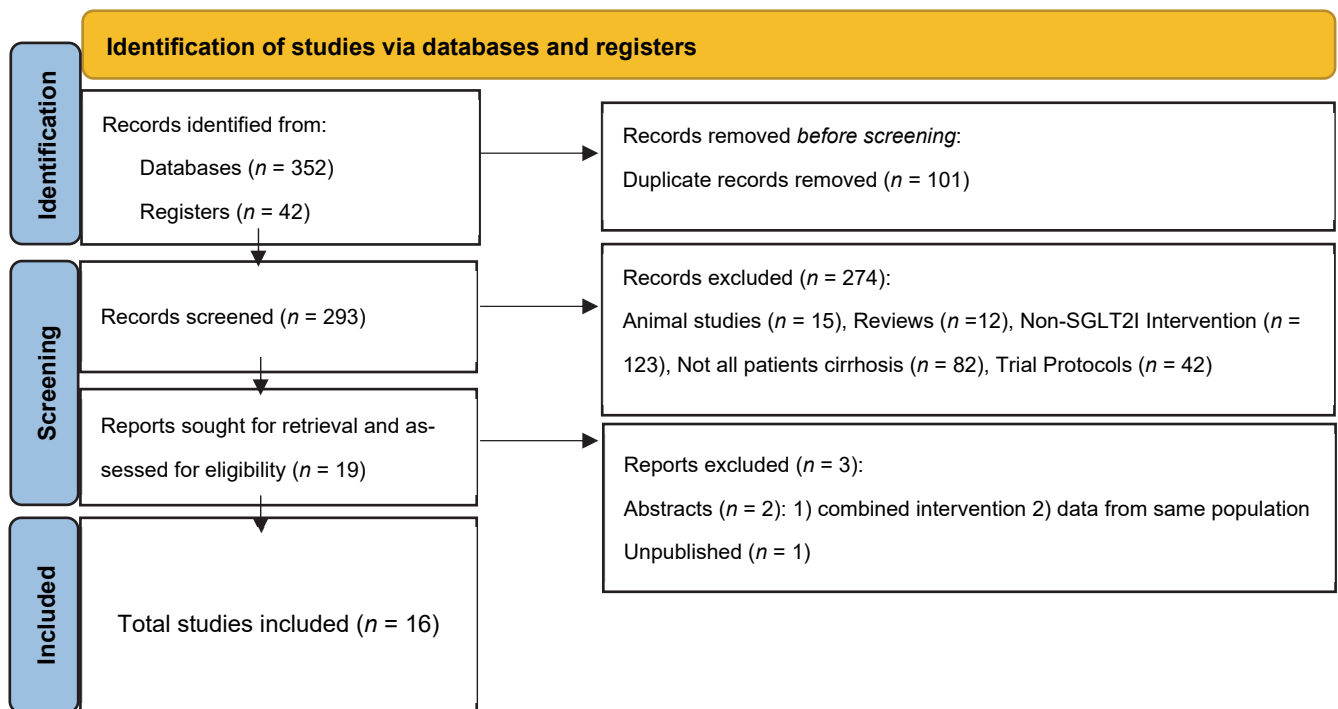 Identification of studies via databases and registers
Identification
Records identified from:
Databases (n = 352)
Registers (n = 42)
Records removed before screening:
Duplicate records removed (n = 101)
Screening
Records screened (n = 293)
Records excluded (n = 274):
Animal studies (n = 15), Reviews (n =12), Non-SGLT2I Intervention (n =
123), Not all patients cirrhosis (n = 82), Trial Protocols (n = 42)
Reports sought for retrieval and as-
sessed for eligibility (n = 19)
Reports excluded (n = 3):
Abstracts (n = 2): 1) combined intervention 2) data from same population
Unpublished (n = 1)
Included
Total studies included (n = 16)